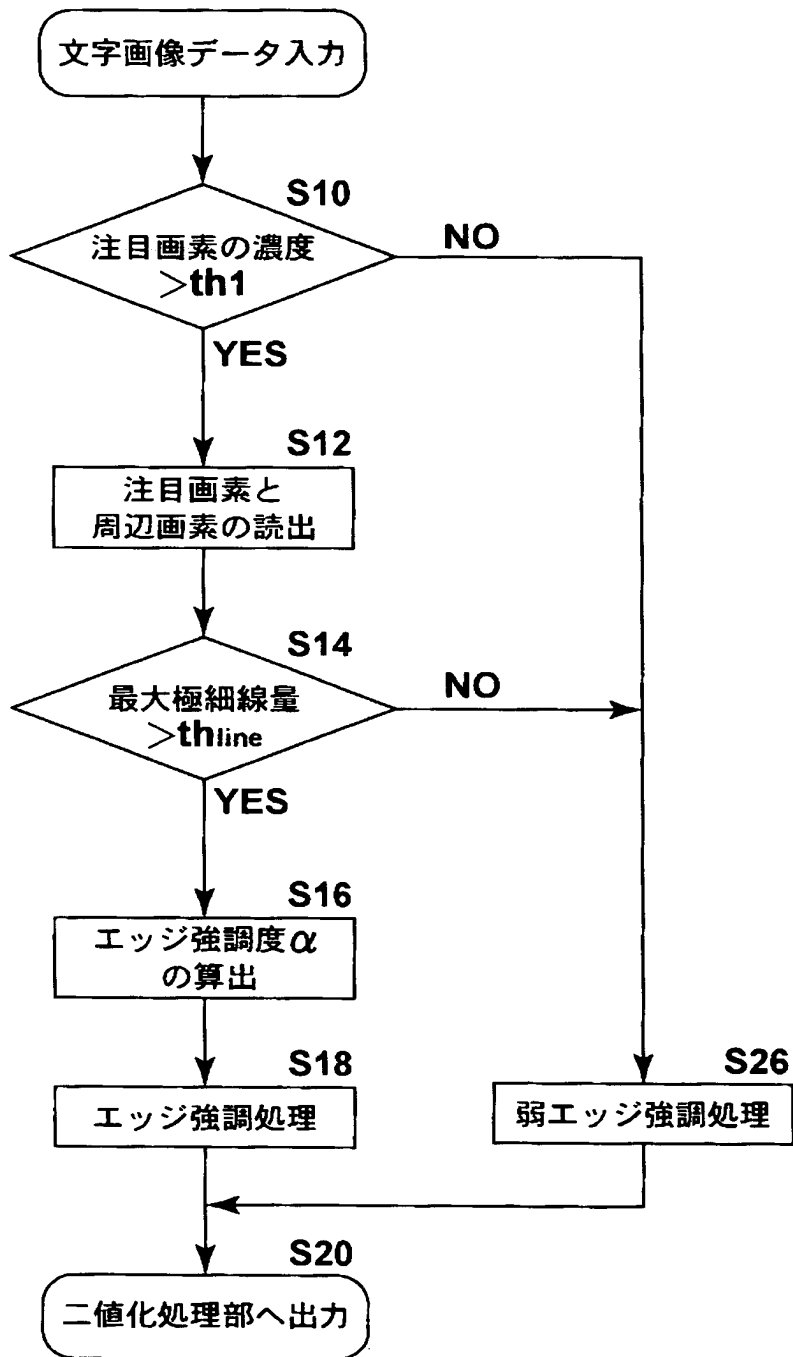 文字画像データ入力
S10
注目画素の濃度
>th1
NO
YES
S12
注目画素と
周辺画素の読出
S14
最大極細線量
>thline
NO
YES
S16
エッジ強調度α
の算出
S18
エッジ強調処理
S26
弱エッジ強調処理
S20
二値化処理部へ出力